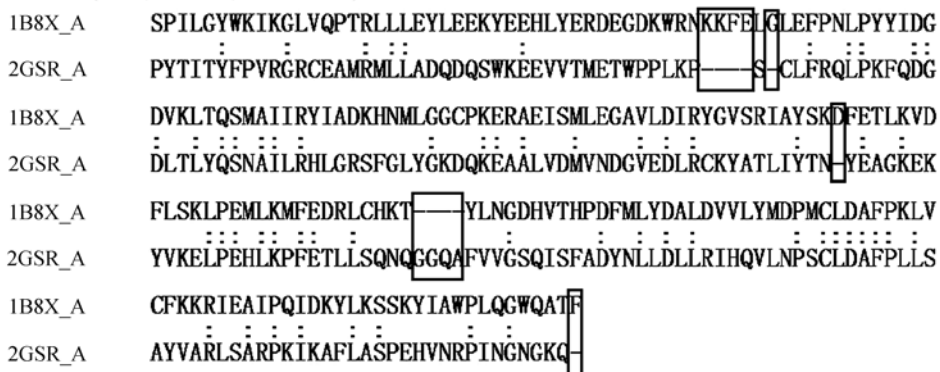 1B8X_A SPILGYWKIKGLVQPTRLLLEYLEEKYEEHLYERDEGDKWRNKKFELGLEFPNLPYYIDG
2GSR_A PYTITYFPVRGRCEAMRMLLADQDQSWKEEVVTMETWPPLKP----S-CLFRQLPKFQDG
1B8X_A DVKLTQSMAIIRYIADKHNMLGGCPKERAEISMLEGAVLDIRYGVSRIAYSKDFETLKVD
2GSR_A DLTLYQSNAILRHLGRSFGLYGKDQKEAALVDMVNDGVEDLRCKYATLIYTN-YEAGKEK
1B8X_A FLSKLPEMLKMFEDRLCHKT----YLNGDHVTHPDFMLYDALDVVLYMDPMCLDAFPKLV
2GSR_A YVKELPEHLKPFETLLSQNQGGQAFVVGSQISFADYNLLDLLRIHQVLNPSCLDAFPLLS
1B8X_A CFKKRIEAIPQIDKYLKSSKYIAWPLQGWQATF
2GSR_A AYVARLSARPKIKAFLASPEHVNRPINGNGKQ-